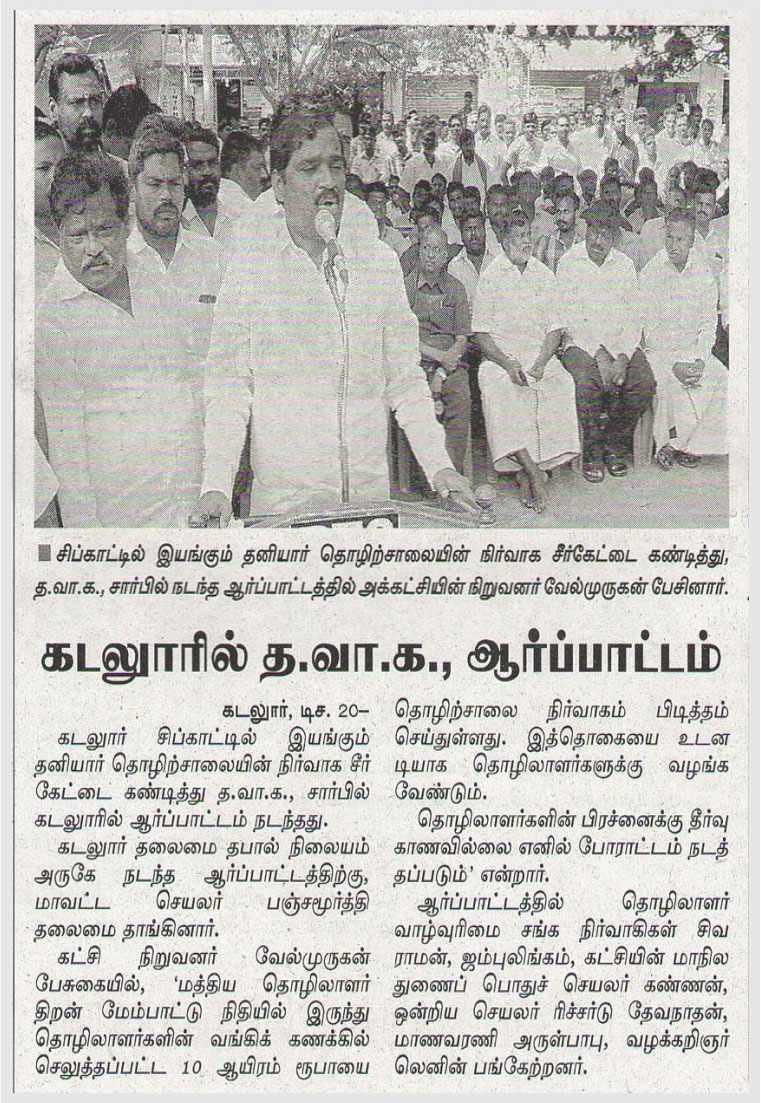 சிப்காட்டில் இயங்கும் தனியார் தொழிற்சாலையின் நிர்வாக சீர்கேட்டை கண்டித்து,
த.வா.க., சார்பில் நடந்த ஆர்ப்பாட்டத்தில் அக்கட்சியின் நிறுவனர் வேல்முருகன் பேசினார்.
கடலூரில் த.வா.க., ஆர்ப்பாட்டம்
கடலூர், டிச. 20–
கடலூர் சிப்காட்டில் இயங்கும்
தனியார் தொழிற்சாலையின் நிர்வாக சீர்
கேட்டை கண்டித்து த.வா.க., சார்பில்
கடலூரில் ஆர்ப்பாட்டம் நடந்தது.
கடலூர் தலைமை தபால் நிலையம்
அருகே நடந்த ஆர்ப்பாட்டத்திற்கு,
மாவட்ட செயலர் பஞ்சமூர்த்தி
தலைமை தாங்கினார்.
கட்சி நிறுவனர் வேல்முருகன்
பேசுகையில், ‘மத்திய தொழிலாளர்
திறன் மேம்பாட்டு நிதியில் இருந்து
தொழிலாளர்களின் வங்கிக் கணக்கில்
செலுத்தப்பட்ட 10 ஆயிரம் ரூபாயை
தொழிற்சாலை நிர்வாகம் பிடித்தம்
செய்துள்ளது. இத்தொகையை உடன
டியாக தொழிலாளர்களுக்கு வழங்க
வேண்டும்.
தொழிலாளர்களின் பிரச்னைக்கு தீர்வு
காணவில்லை எனில் போராட்டம் நடத்
தப்படும்’ என்றார்.
ஆர்ப்பாட்டத்தில் தொழிலாளர்
வாழ்வுரிமை சங்க நிர்வாகிகள் சிவ
ராமன், ஜம்புலிங்கம், கட்சியின் மாநில
துணைப் பொதுச் செயலர் கண்ணன்,
ஒன்றிய செயலர் ரிச்சர்டு தேவநாதன்,
மாணவரணி அருள்பாபு, வழக்கறிஞர்
லெனின் பங்கேற்றனர்.